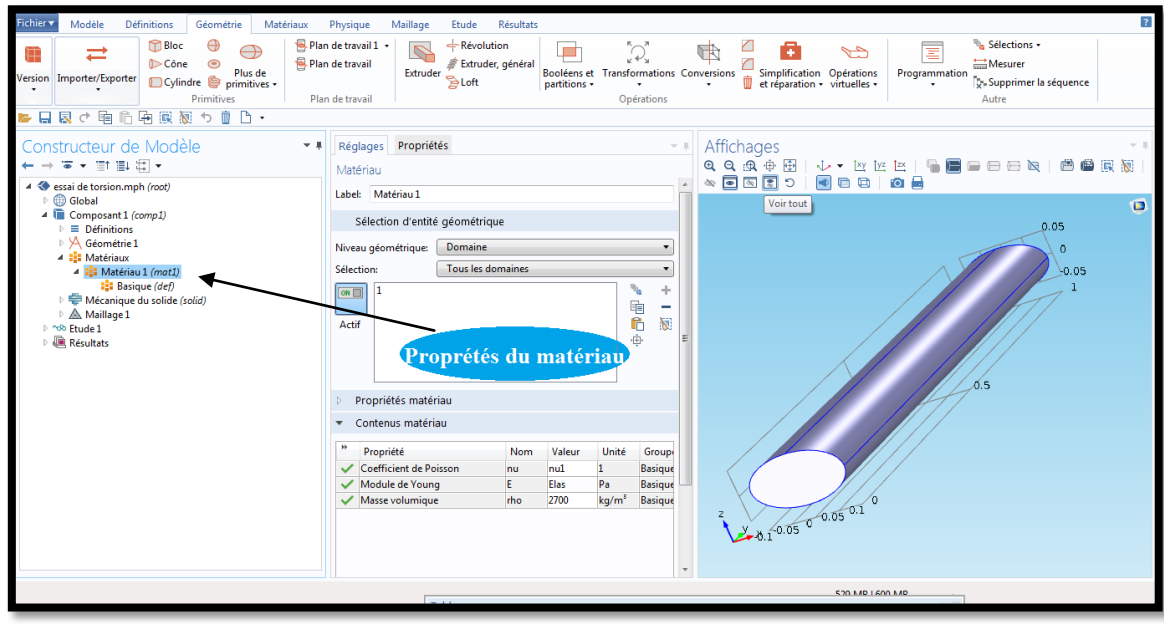 Fichier Modèle Définitions Géométrie Matériaux Physique Maillage Etude Résultats ?
Bloc
Cône
Cylindre
Plus de
primitives
Plan de travail 1
Plan de travail
Extruder
Révolution
Extruder, général
Loft
Version
Importer/Exporter
Booléens et
partitions
Transformations
Conversions
Simplification
et réparation
Opérations
virtuelles
Programmation
Sélections
Mesurer
Supprimer la séquence
Primitives Plan de travail Opérations Autre
Constructeur de Modèle
essai de torsion.mph (root)
Global
Composant 1 (comp1)
Définitions
Géométrie 1
Matériaux
Matériau 1 (mat1)
Basique (def)
Mécanique du solide (solid)
Maillage 1
Etude 1
Résultats
Réglages Propriétés
Matériau
Label: Matériau 1
Sélection d'entité géométrique
Niveau géométrique: Domaine
Sélection: Tous les domaines
ON
Actif
1
Proprétés du matériau
Propriétés matériau
Contenus matériau
" Propriété Nom Valeur Unité Groupe
Coefficient de Poisson nu nu1 1 Basique
Module de Young E Elas Pa Basique
Masse volumique rho 2700 kg/m³ Basique
Affichages
xy yz zx
Voir tout
0.05
0
-0.05
1
0.5
0
0.1
0.05
0
-0.05
-0.1
z
y
x
529 MB | 600 MB